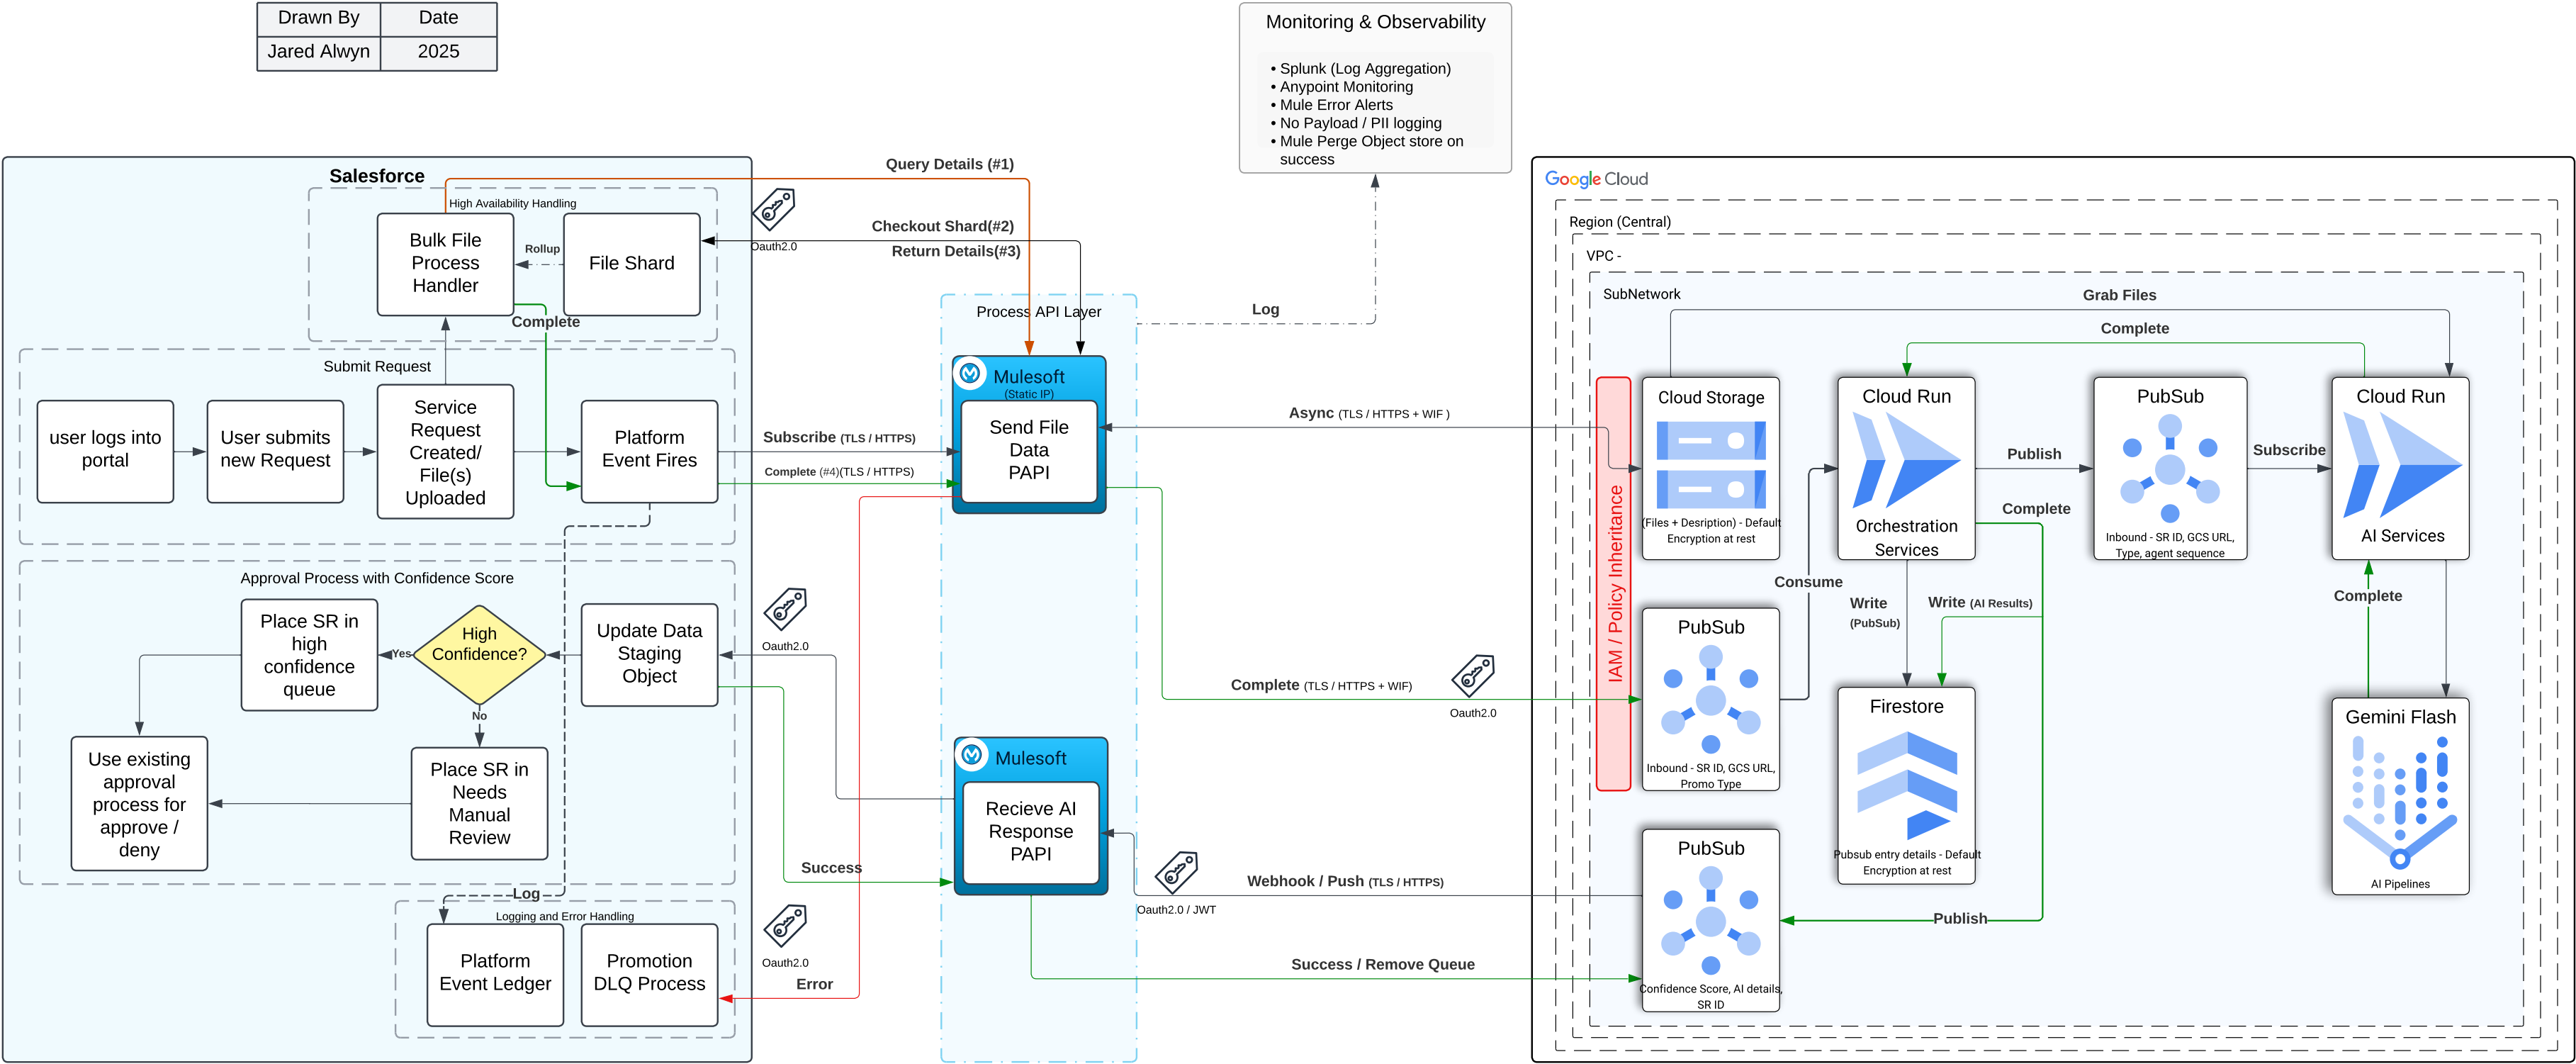 Drawn By
Date
Jared Alwyn
2025
Monitoring & Observability
• Splunk (Log Aggregation)
• Anypoint Monitoring
• Mule Error Alerts
• No Payload / PII logging
• Mule Perge Object store on
success
Salesforce
High Availability Handling
Bulk File
Process
Handler
Rollup
File Shard
Complete
Query Details (#1)
Oauth2.0
Checkout Shard(#2)
Return Details(#3)
Submit Request
user logs into
portal
User submits
new Request
Service
Request
Created/
File(s)
Uploaded
Platform
Event Fires
Subscribe (TLS / HTTPS)
Complete (#4)(TLS / HTTPS)
Approval Process with Confidence Score
Place SR in
high
confidence
queue
Yes
High
Confidence?
No
Update Data
Staging
Object
Use existing
approval
process for
approve /
deny
Place SR in
Needs
Manual
Review
Oauth2.0
Success
Log
Logging and Error Handling
Platform
Event Ledger
Promotion
DLQ Process
Oauth2.0
Error
Process API Layer
Log
Mulesoft
(Static IP)
Send File
Data
PAPI
Mulesoft
Recieve AI
Response
PAPI
Async (TLS / HTTPS + WIF )
Complete (TLS / HTTPS + WIF)
Oauth2.0
Webhook / Push (TLS / HTTPS)
Oauth2.0 / JWT
Success / Remove Queue
Google Cloud
Region (Central)
VPC -
SubNetwork
Grab Files
Complete
IAM / Policy Inheritance
Cloud Storage
(Files + Desription) - Default
Encryption at rest
Cloud Run
Orchestration
Services
Publish
PubSub
Inbound - SR ID, GCS URL,
Type, agent sequence
Subscribe
Cloud Run
AI Services
Consume
Complete
Write
(PubSub)
Write (AI Results)
Complete
PubSub
Inbound - SR ID, GCS URL,
Promo Type
Firestore
Pubsub entry details - Default
Encryption at rest
Gemini Flash
AI Pipelines
PubSub
Confidence Score, AI details,
SR ID
Publish